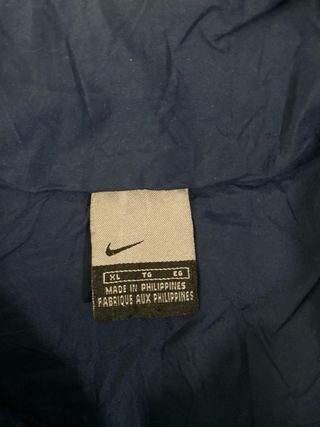 XL TG EG
MADE IN PHILIPPINES
FABRIQUE AUX PHILIPPINES